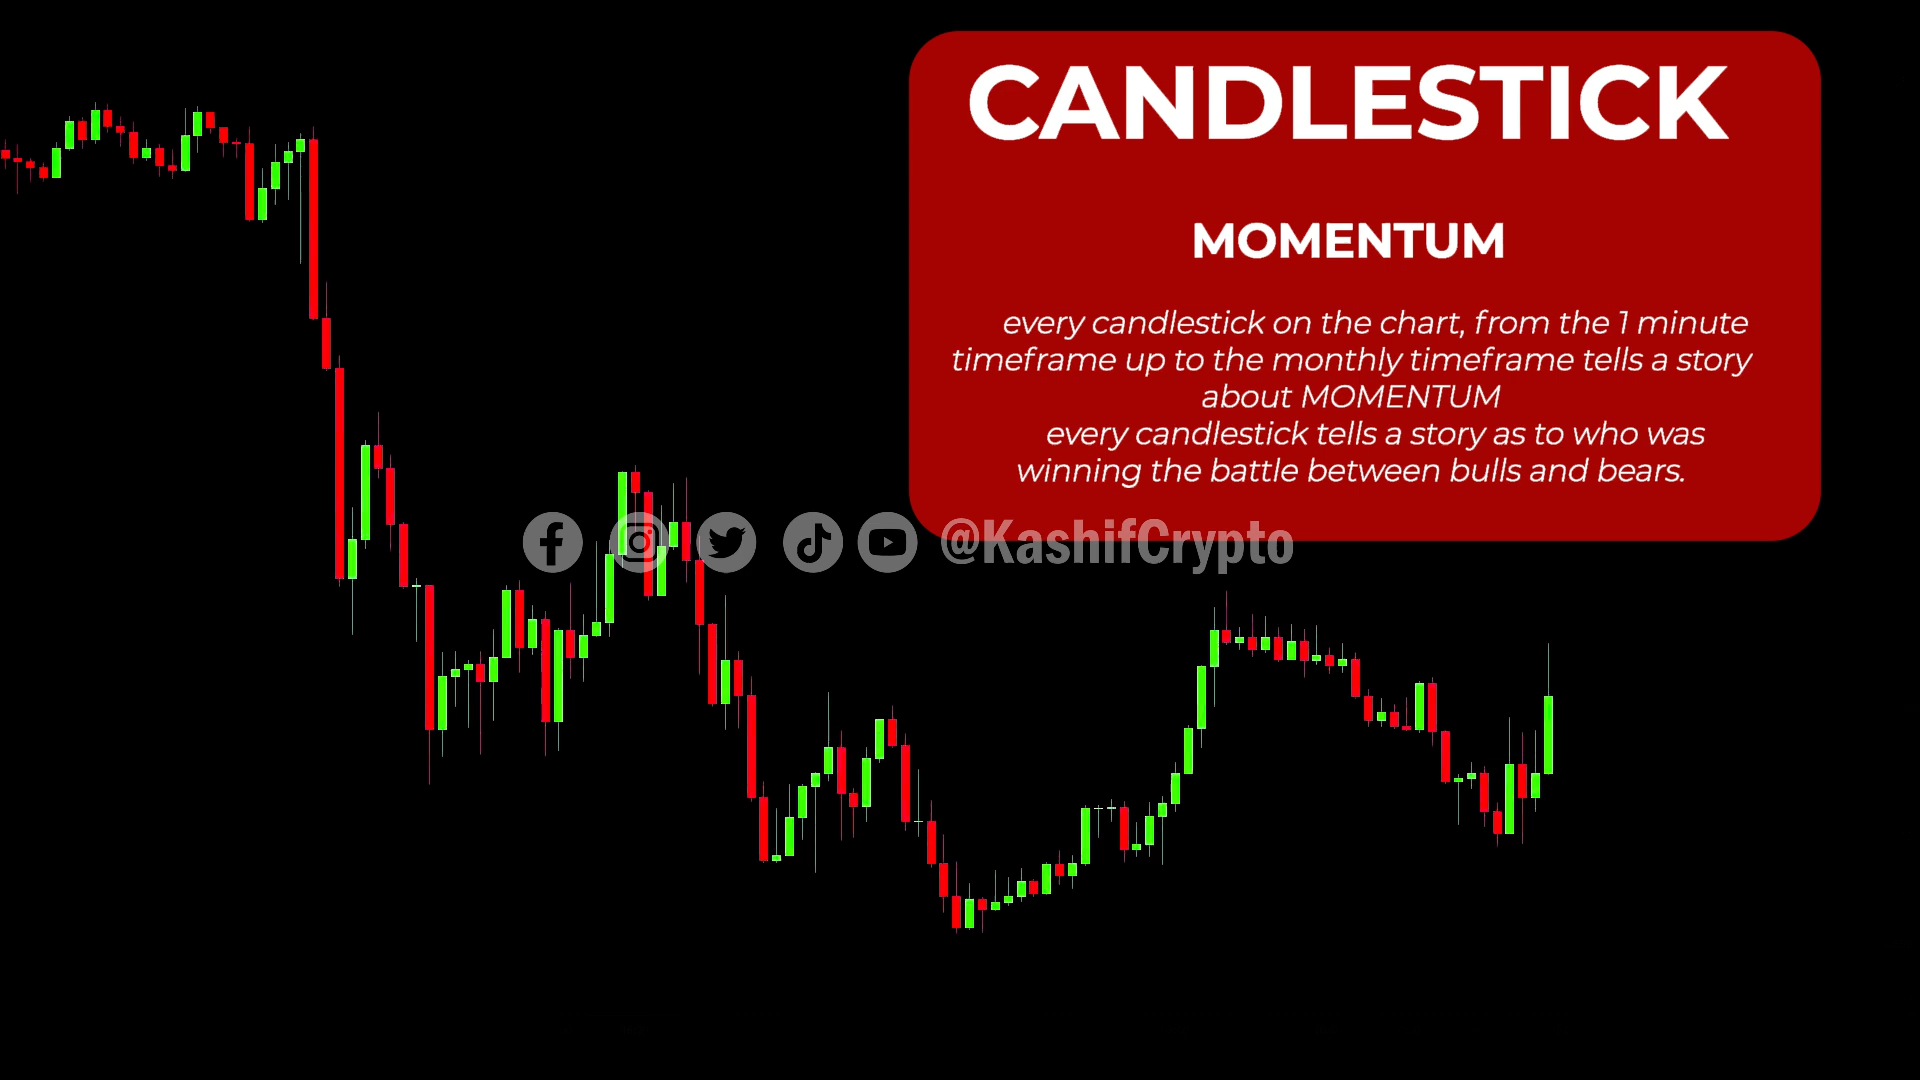 CANDLESTICK
MOMENTUM
every candlestick on the chart, from the 1 minute
timeframe up to the monthly timeframe tells a story
about MOMENTUM
every candlestick tells a story as to who was
winning the battle between bulls and bears.
@KashifCrypto